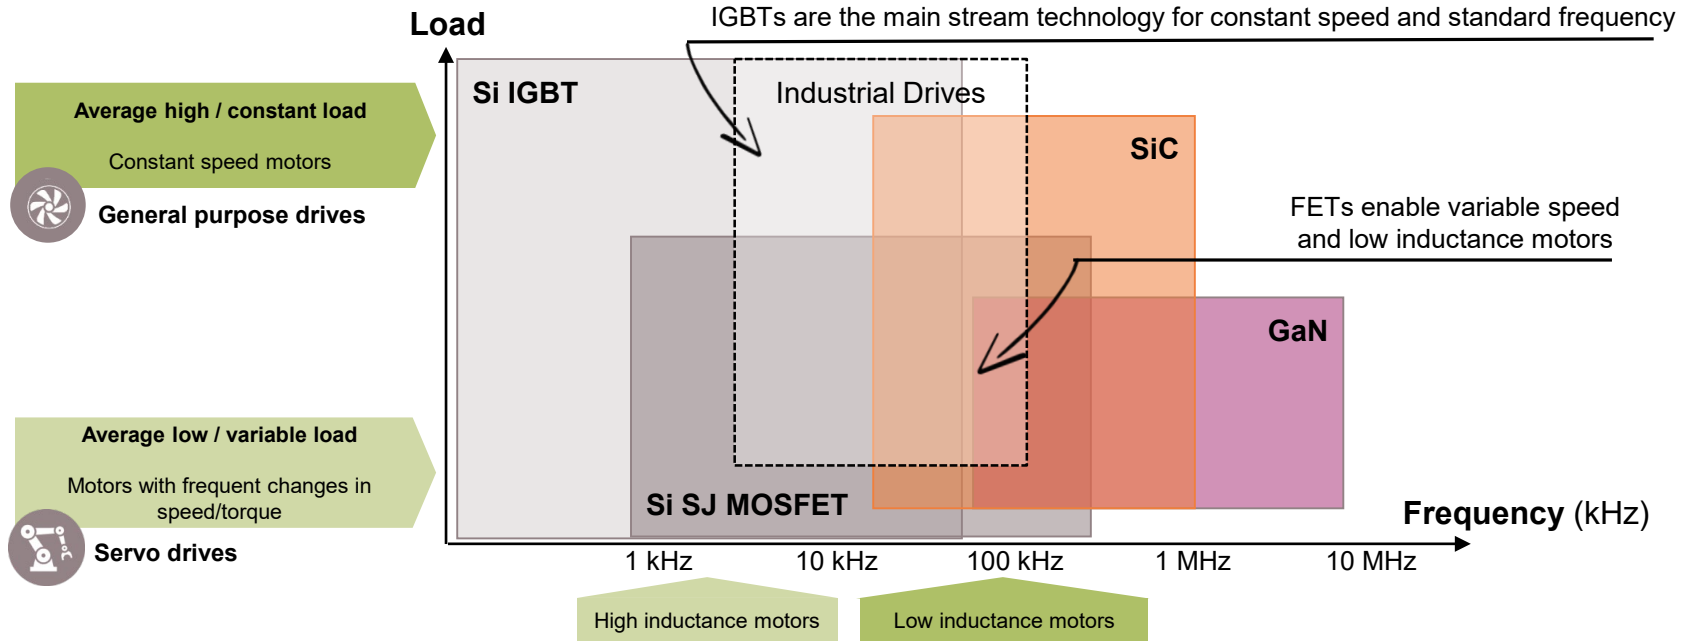 IGBTs are the main stream technology for constant speed and standard frequency
Load
Si IGBT
Industrial Drives
Average high / constant load
Constant speed motors
General purpose drives
SiC
FETs enable variable speed
and low inductance motors
GaN
Average low / variable load
Motors with frequent changes in
speed/torque
Servo drives
Si SJ MOSFET
Frequency (kHz)
1 kHz
10 kHz
100 kHz
1 MHz
10 MHz
High inductance motors
Low inductance motors